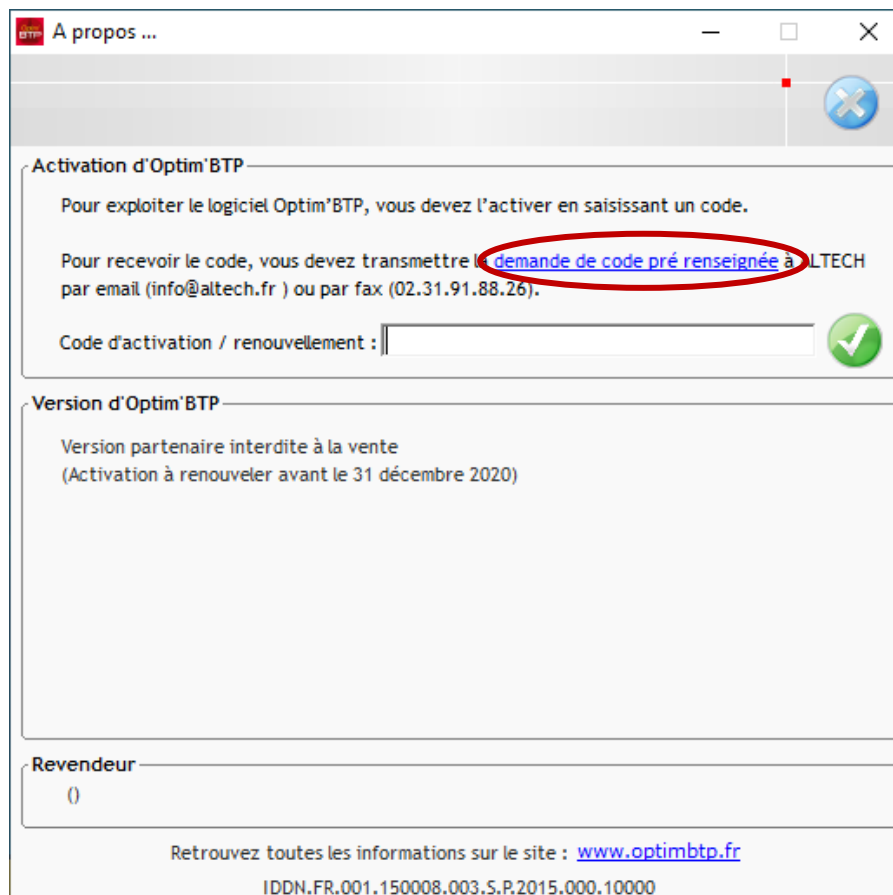 Optim BTP A propos ...
Activation d'Optim'BTP
Pour exploiter le logiciel Optim’BTP, vous devez l’activer en saisissant un code.
Pour recevoir le code, vous devez transmettre la demande de code pré renseignée à ALTECH
par email (info@altech.fr ) ou par fax (02.31.91.88.26).
Code d'activation / renouvellement :
Version d'Optim'BTP
Version partenaire interdite à la vente
(Activation à renouveler avant le 31 décembre 2020)
Revendeur
()
Retrouvez toutes les informations sur le site : www.optimbtp.fr
IDDN.FR.001.150008.003.S.P.2015.000.10000